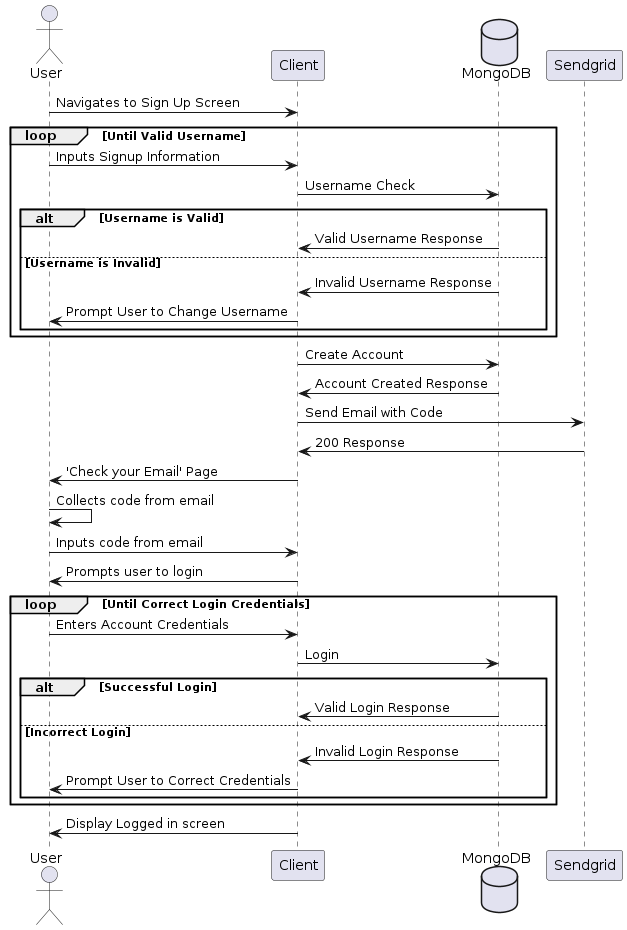 User
Client
MongoDB
Sendgrid
Navigates to Sign Up Screen
loop [Until Valid Username]
Inputs Signup Information
Username Check
alt [Username is Valid]
Valid Username Response
[Username is Invalid]
Invalid Username Response
Prompt User to Change Username
Create Account
Account Created Response
Send Email with Code
200 Response
'Check your Email' Page
Collects code from email
Inputs code from email
Prompts user to login
loop [Until Correct Login Credentials]
Enters Account Credentials
Login
alt [Successful Login]
Valid Login Response
[Incorrect Login]
Invalid Login Response
Prompt User to Correct Credentials
Display Logged in screen
User
Client
MongoDB
Sendgrid